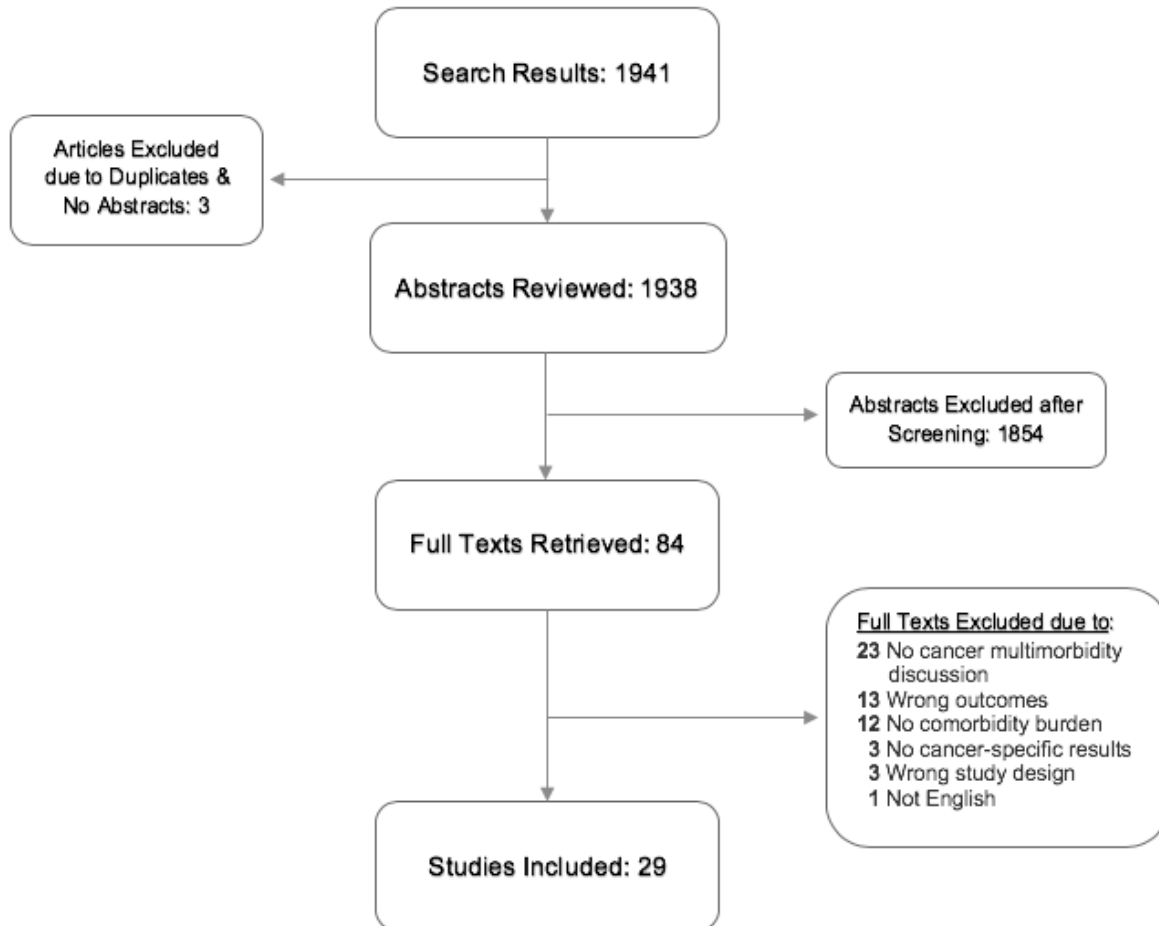 Search Results: 1941
Articles Excluded
due to Duplicates &
No Abstracts: 3
Abstracts Reviewed: 1938
Abstracts Excluded after
Screening: 1854
Full Texts Retrieved: 84
Full Texts Excluded due to:
23 No cancer multimorbidity
discussion
13 Wrong outcomes
12 No comorbidity burden
3 No cancer-specific results
3 Wrong study design
1 Not English
Studies Included: 29